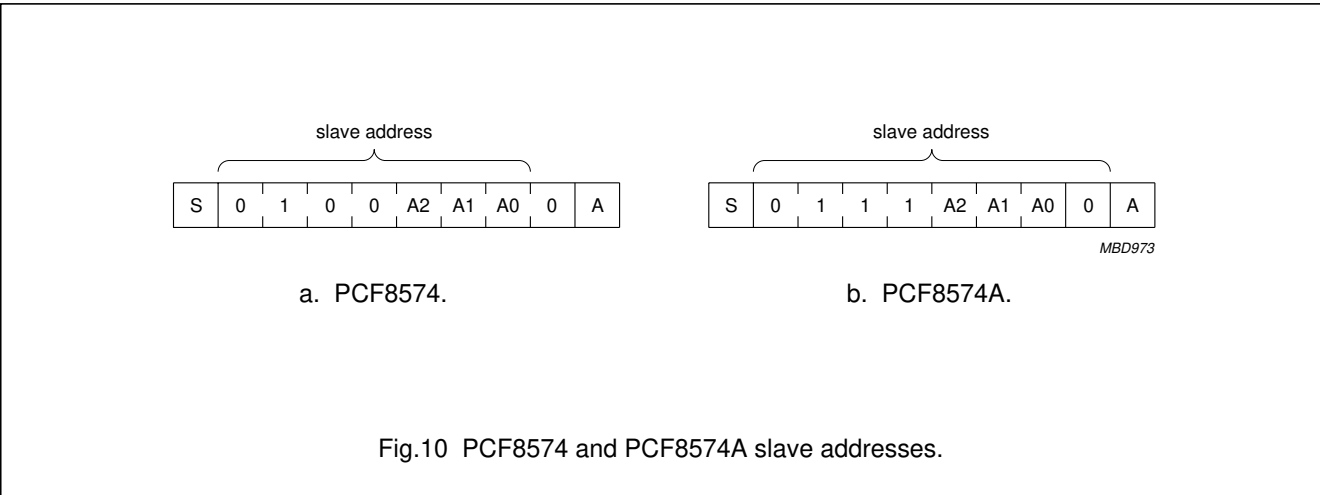 slave address
S 0 1 0 0 A2 A1 A0 0 A
a. PCF8574.
slave address
S 0 1 1 1 A2 A1 A0 0 A
MBD973
b. PCF8574A.
Fig.10 PCF8574 and PCF8574A slave addresses.